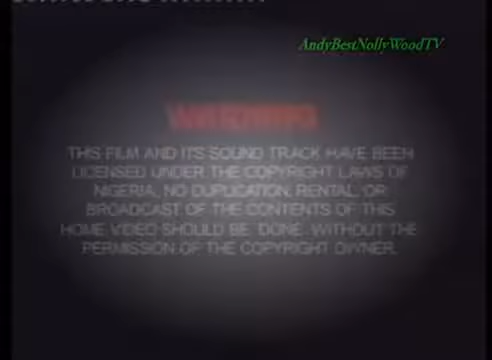 AndyBestNollyWoodTV
WARNING
THIS FILM AND ITS SOUND TRACK HAVE BEEN
LICENSED UNDER THE COPYRIGHT LAWS OF
NIGERIA, NO DUPLICATION, RENTAL, OR
BROADCAST OF THE CONTENTS OF THIS
HOME VIDEO SHOULD BE DONE, WITHOUT THE
PERMISSION OF THE COPYRIGHT OWNER.